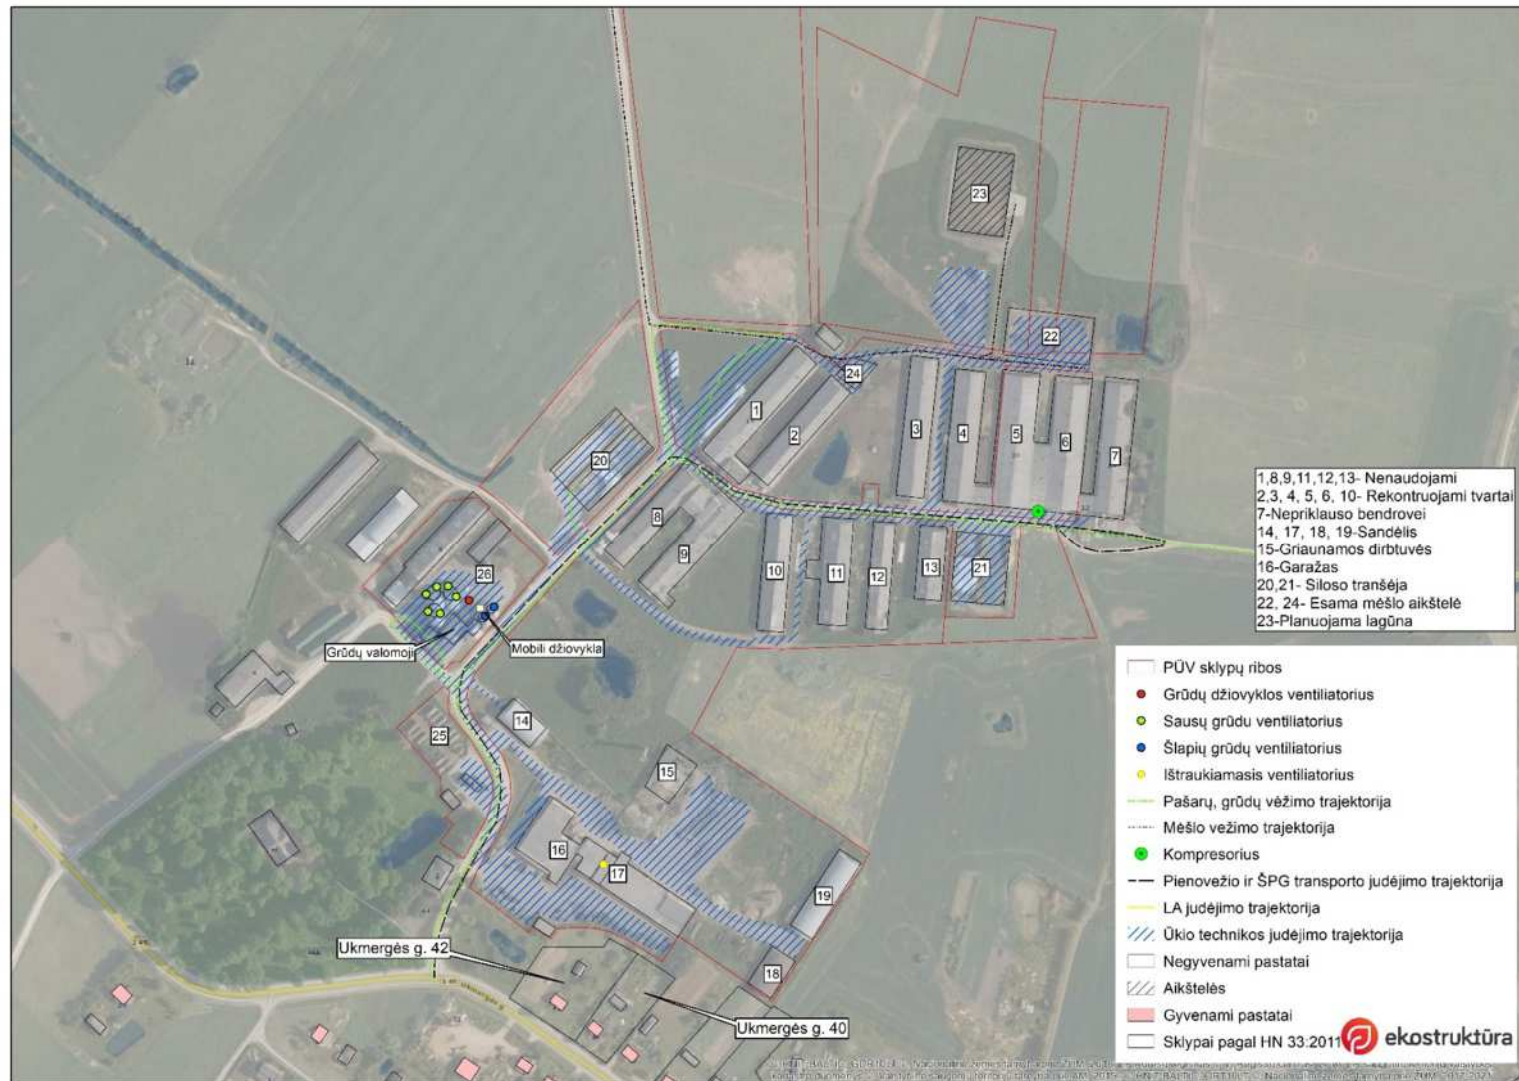 23
22
24
1
2
3
4
5
6
7
20
8
9
10
11
12
13
21
26
Grūdų valomoji
Mobili džiovykla
14
25
15
16
17
19
18
Ukmergės g. 42
Ukmergės g. 40
1,8,9,11,12,13- Nenaudojami
2,3, 4, 5, 6, 10- Rekontruojami tvartai
7-Nepriklauso bendrovei
14, 17, 18, 19-Sandėlis
15-Griaunamos dirbtuvės
16-Garažas
20,21- Siloso tranšėja
22, 24- Esama mėšlo aikštelė
23-Planuojama lagūna
PŪV sklypų ribos
Grūdų džiovyklos ventiliatorius
Sausų grūdu ventiliatorius
Šlapių grūdų ventiliatorius
Ištraukiamasis ventiliatorius
Pašarų, grūdų vėžimo trajektorija
Mėšlo vežimo trajektorija
Kompresorius
Pienovežio ir ŠPG transporto judėjimo trajektorija
LA judėjimo trajektorija
Ūkio technikos judėjimo trajektorija
Negyvenami pastatai
Aikštelės
Gyvenami pastatai
Sklypai pagal HN 33:2011
ekostruktūra